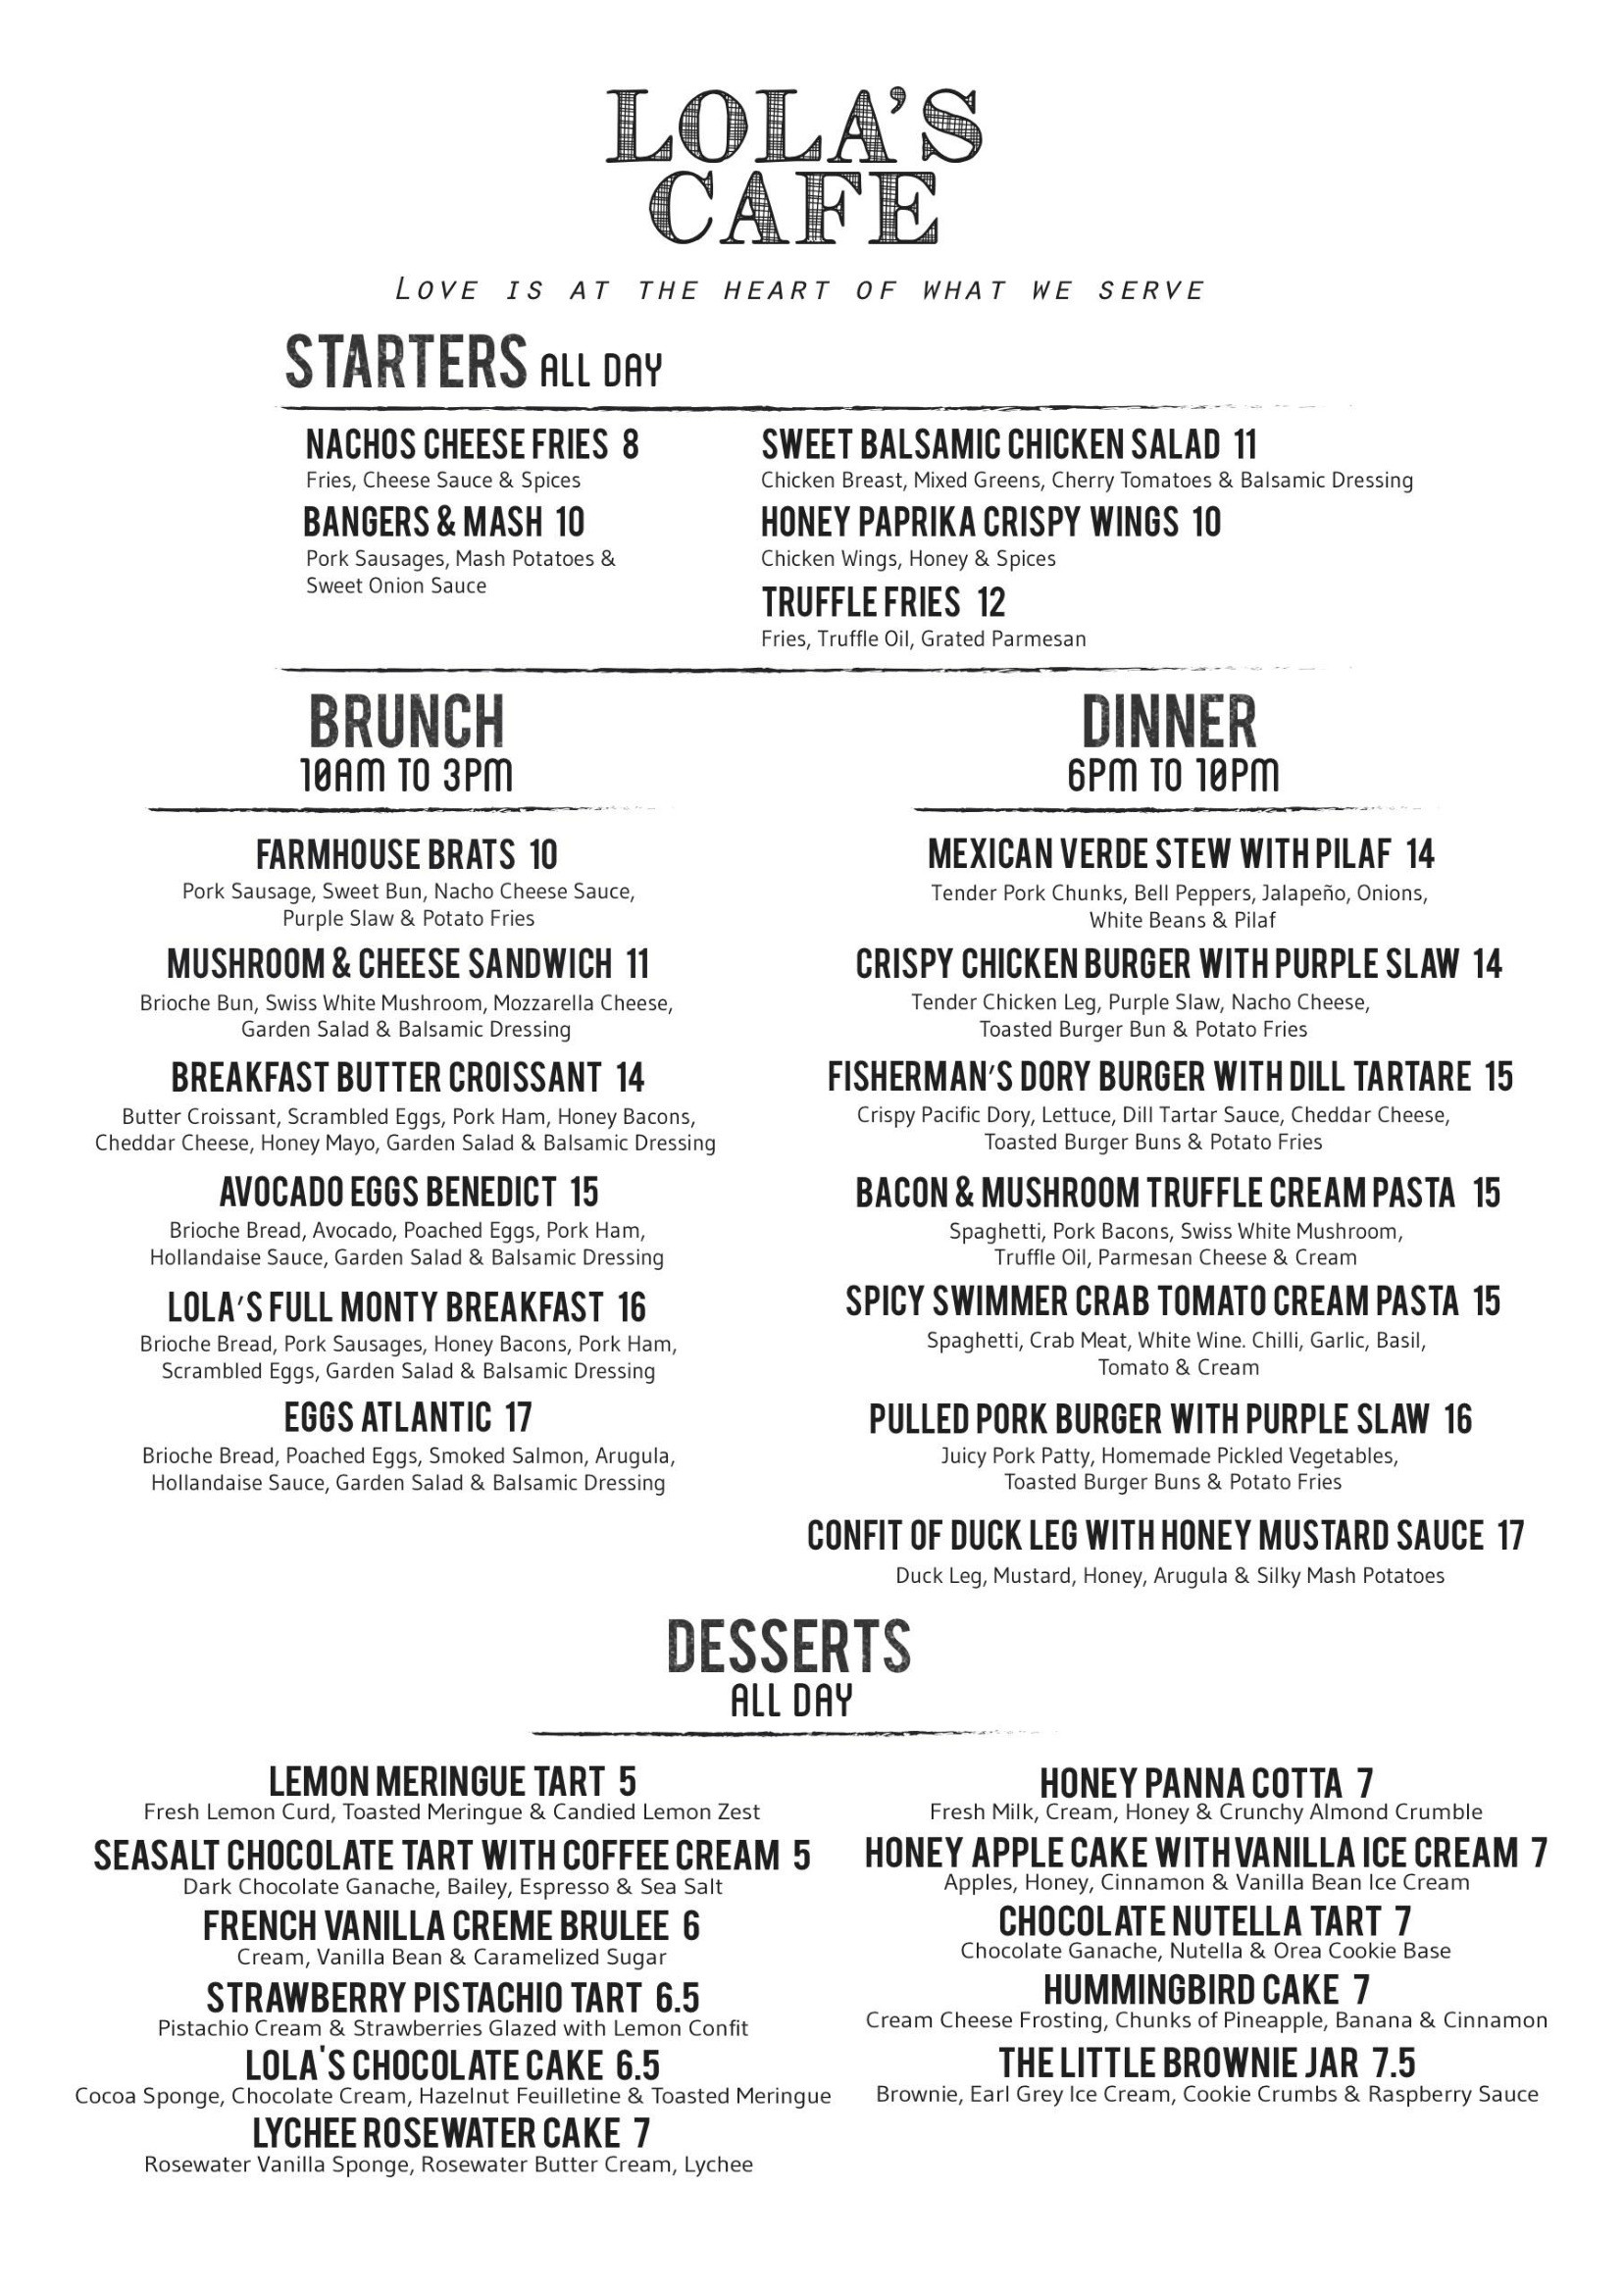 LOLA'S
CAFE
LOVE IS AT THE HEART OF WHAT WE SERVE
STARTERS ALL DAY
NACHOS CHEESE FRIES 8
Fries, Cheese Sauce & Spices
BANGERS & MASH 10
Pork Sausages, Mash Potatoes &
Sweet Onion Sauce
SWEET BALSAMIC CHICKEN SALAD 11
Chicken Breast, Mixed Greens, Cherry Tomatoes & Balsamic Dressing
HONEY PAPRIKA CRISPY WINGS 10
Chicken Wings, Honey & Spices
TRUFFLE FRIES 12
Fries, Truffle Oil, Grated Parmesan
BRUNCH
10AM TO 3PM
FARMHOUSE BRATS 10
Pork Sausage, Sweet Bun, Nacho Cheese Sauce,
Purple Slaw & Potato Fries
MUSHROOM & CHEESE SANDWICH 11
Brioche Bun, Swiss White Mushroom, Mozzarella Cheese,
Garden Salad & Balsamic Dressing
BREAKFAST BUTTER CROISSANT 14
Butter Croissant, Scrambled Eggs, Pork Ham, Honey Bacons,
Cheddar Cheese, Honey Mayo, Garden Salad & Balsamic Dressing
AVOCADO EGGS BENEDICT 15
Brioche Bread, Avocado, Poached Eggs, Pork Ham,
Hollandaise Sauce, Garden Salad & Balsamic Dressing
LOLA'S FULL MONTY BREAKFAST 16
Brioche Bread, Pork Sausages, Honey Bacons, Pork Ham,
Scrambled Eggs, Garden Salad & Balsamic Dressing
EGGS ATLANTIC 17
Brioche Bread, Poached Eggs, Smoked Salmon, Arugula,
Hollandaise Sauce, Garden Salad & Balsamic Dressing
DINNER
6PM TO 10PM
MEXICAN VERDE STEW WITH PILAF 14
Tender Pork Chunks, Bell Peppers, Jalapeño, Onions,
White Beans & Pilaf
CRISPY CHICKEN BURGER WITH PURPLE SLAW 14
Tender Chicken Leg, Purple Slaw, Nacho Cheese,
Toasted Burger Bun & Potato Fries
FISHERMAN'S DORY BURGER WITH DILL TARTARE 15
Crispy Pacific Dory, Lettuce, Dill Tartar Sauce, Cheddar Cheese,
Toasted Burger Buns & Potato Fries
BACON & MUSHROOM TRUFFLE CREAM PASTA 15
Spaghetti, Pork Bacons, Swiss White Mushroom,
Truffle Oil, Parmesan Cheese & Cream
SPICY SWIMMER CRAB TOMATO CREAM PASTA 15
Spaghetti, Crab Meat, White Wine. Chilli, Garlic, Basil,
Tomato & Cream
PULLED PORK BURGER WITH PURPLE SLAW 16
Juicy Pork Patty, Homemade Pickled Vegetables,
Toasted Burger Buns & Potato Fries
CONFIT OF DUCK LEG WITH HONEY MUSTARD SAUCE 17
Duck Leg, Mustard, Honey, Arugula & Silky Mash Potatoes
DESSERTS
ALL DAY
LEMON MERINGUE TART 5
Fresh Lemon Curd, Toasted Meringue & Candied Lemon Zest
SEASALT CHOCOLATE TART WITH COFFEE CREAM 5
Dark Chocolate Ganache, Bailey, Espresso & Sea Salt
FRENCH VANILLA CREME BRULEE 6
Cream, Vanilla Bean & Caramelized Sugar
STRAWBERRY PISTACHIO TART 6.5
Pistachio Cream & Strawberries Glazed with Lemon Confit
LOLA'S CHOCOLATE CAKE 6.5
Cocoa Sponge, Chocolate Cream, Hazelnut Feuilletine & Toasted Meringue
LYCHEE ROSEWATER CAKE 7
Rosewater Vanilla Sponge, Rosewater Butter Cream, Lychee
HONEY PANNA COTTA 7
Fresh Milk, Cream, Honey & Crunchy Almond Crumble
HONEY APPLE CAKE WITH VANILLA ICE CREAM 7
Apples, Honey, Cinnamon & Vanilla Bean Ice Cream
CHOCOLATE NUTELLA TART 7
Chocolate Ganache, Nutella & Orea Cookie Base
HUMMINGBIRD CAKE 7
Cream Cheese Frosting, Chunks of Pineapple, Banana & Cinnamon
THE LITTLE BROWNIE JAR 7.5
Brownie, Earl Grey Ice Cream, Cookie Crumbs & Raspberry Sauce